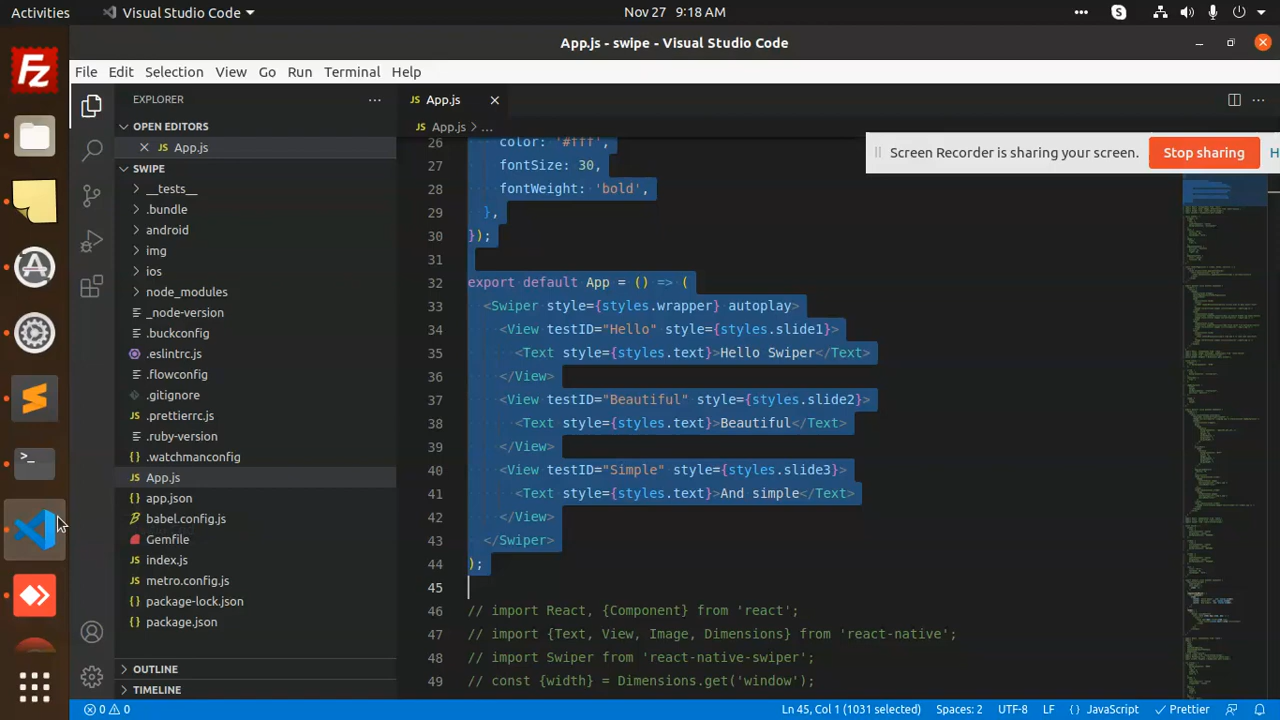 Activities
Visual Studio Code
Nov 27 9:18 AM
App.js - swipe - Visual Studio Code
File Edit Selection View Go Run Terminal Help
EXPLORER
OPEN EDITORS
JS App.js
SWIPE
__tests__
.bundle
android
img
ios
node_modules
_node-version
.buckconfig
.eslintrc.js
.flowconfig
.gitignore
.prettierrc.js
.ruby-version
.watchmanconfig
JS App.js
{} app.json
babel.config.js
Gemfile
JS index.js
JS metro.config.js
{} package-lock.json
{} package.json
OUTLINE
TIMELINE
JS App.js
JS App.js > ...
Screen Recorder is sharing your screen. Stop sharing H
26 color: '#fff',
27 fontSize: 30,
28 fontWeight: 'bold',
29 },
30 });
31
32 export default App = () => (
33 <Swiper style={styles.wrapper} autoplay>
34 <View testID="Hello" style={styles.slide1}>
35 <Text style={styles.text}>Hello Swiper</Text>
36 </View>
37 <View testID="Beautiful" style={styles.slide2}>
38 <Text style={styles.text}>Beautiful</Text>
39 </View>
40 <View testID="Simple" style={styles.slide3}>
41 <Text style={styles.text}>And simple</Text>
42 </View>
43 </Swiper>
44 );
45
46 // import React, {Component} from 'react';
47 // import {Text, View, Image, Dimensions} from 'react-native';
48 // import Swiper from 'react-native-swiper';
49 // const {width} = Dimensions.get('window');
0 0
Ln 45, Col 1 (1031 selected) Spaces: 2 UTF-8 LF {} JavaScript Prettier